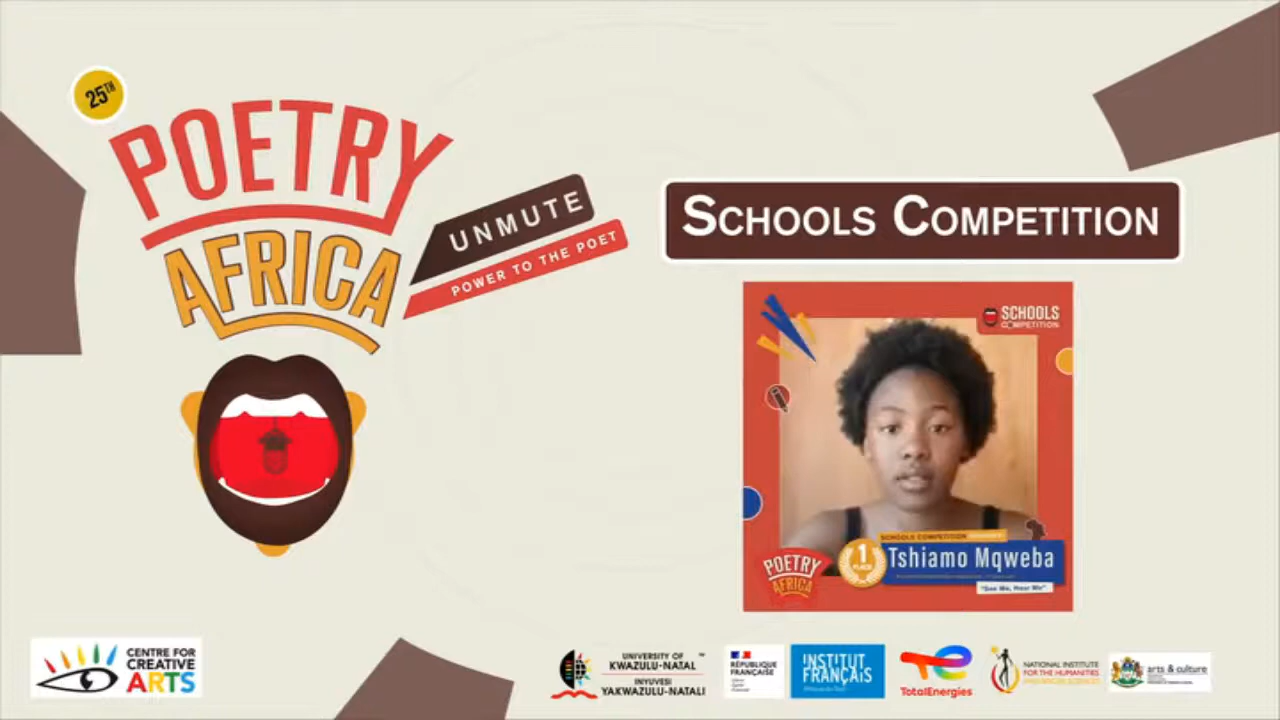 25TH
POETRY
AFRICA
UNMUTE
POWER TO THE POET
SCHOOLS COMPETITION
SCHOOLS
COMPETITION
SCHOOLS COMPETITION
1
PLACE
Tshiamo Mqweba
"See Me, Hear Me"
POETRY
AFRICA
CENTRE FOR
CREATIVE
ARTS
UNIVERSITY OF
KWAZULU-NATAL
INYUVESI
YAKWAZULU-NATALI
RÉPUBLIQUE
FRANÇAISE
INSTITUT
FRANÇAIS
TotalEnergies
NATIONAL INSTITUTE
FOR THE HUMANITIES
arts & culture